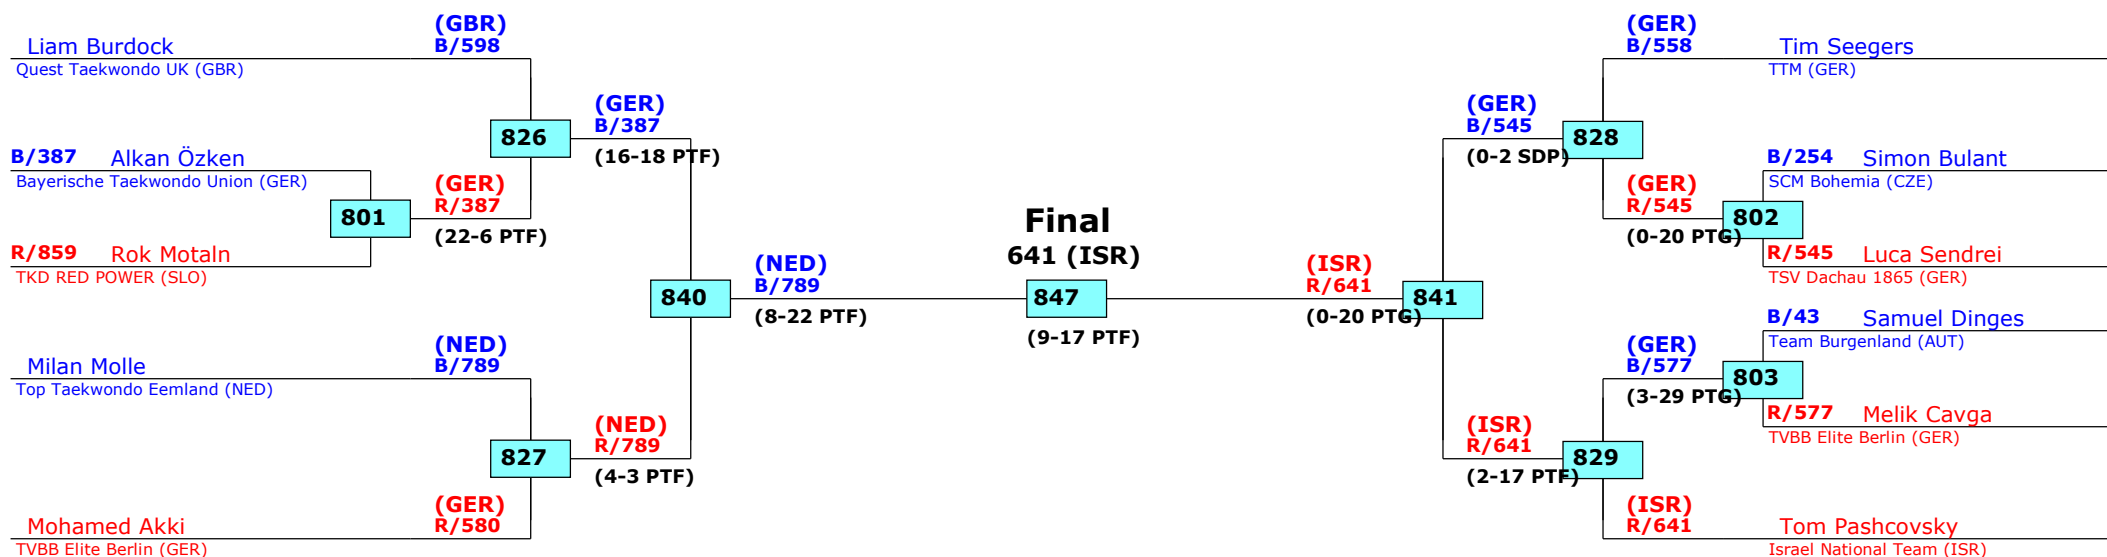 (GBR)
B/598
Liam Burdock
Quest Taekwondo UK (GBR)
826
(GER)
B/387
(16-18 PTF)
B/387 Alkan Özken
Bayerische Taekwondo Union (GER)
801
(GER)
R/387
(22-6 PTF)
R/859 Rok Motaln
TKD RED POWER (SLO)
840
(NED)
B/789
(8-22 PTF)
(NED)
B/789
Milan Molle
Top Taekwondo Eemland (NED)
827
(NED)
R/789
(4-3 PTF)
(GER)
R/580
Mohamed Akki
TVBB Elite Berlin (GER)
Final
641 (ISR)
847
(9-17 PTF)
(ISR)
R/641
(0-20 PTG)
841
(GER)
B/545
(0-2 SDP)
828
(GER)
B/558
Tim Seegers
TTM (GER)
B/254 Simon Bulant
SCM Bohemia (CZE)
(GER)
R/545
(0-20 PTG)
802
R/545 Luca Sendrei
TSV Dachau 1865 (GER)
B/43 Samuel Dinges
Team Burgenland (AUT)
(GER)
B/577
(3-29 PTG)
803
R/577 Melik Cavga
TVBB Elite Berlin (GER)
(ISR)
R/641
(2-17 PTF)
829
(ISR)
R/641
Tom Pashcovsky
Israel National Team (ISR)